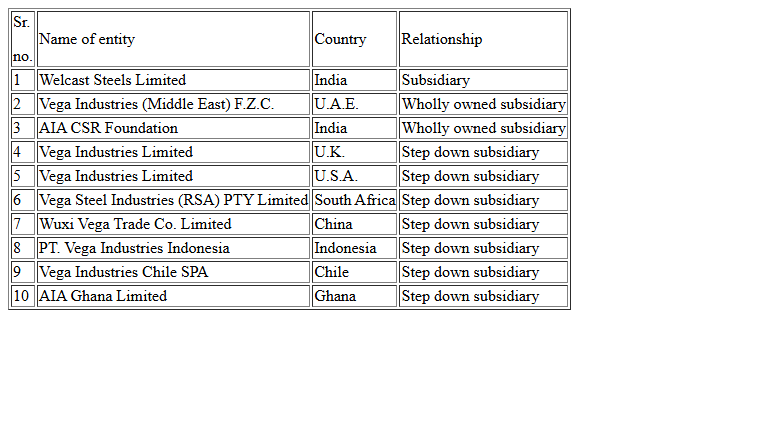 Sr. no. Name of entity Country Relationship
1 Welcast Steels Limited India Subsidiary
2 Vega Industries (Middle East) F.Z.C. U.A.E. Wholly owned subsidiary
3 AIA CSR Foundation India Wholly owned subsidiary
4 Vega Industries Limited U.K. Step down subsidiary
5 Vega Industries Limited U.S.A. Step down subsidiary
6 Vega Steel Industries (RSA) PTY Limited South Africa Step down subsidiary
7 Wuxi Vega Trade Co. Limited China Step down subsidiary
8 PT. Vega Industries Indonesia Indonesia Step down subsidiary
9 Vega Industries Chile SPA Chile Step down subsidiary
10 AIA Ghana Limited Ghana Step down subsidiary